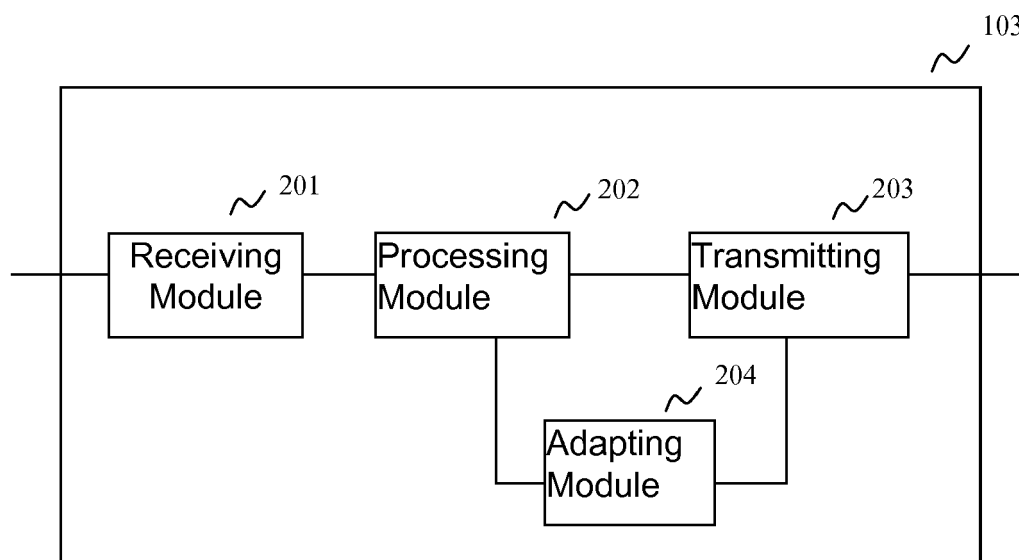 103
201
202
203
Receiving
Module
Processing
Module
Transmitting
Module
204
Adapting
Module